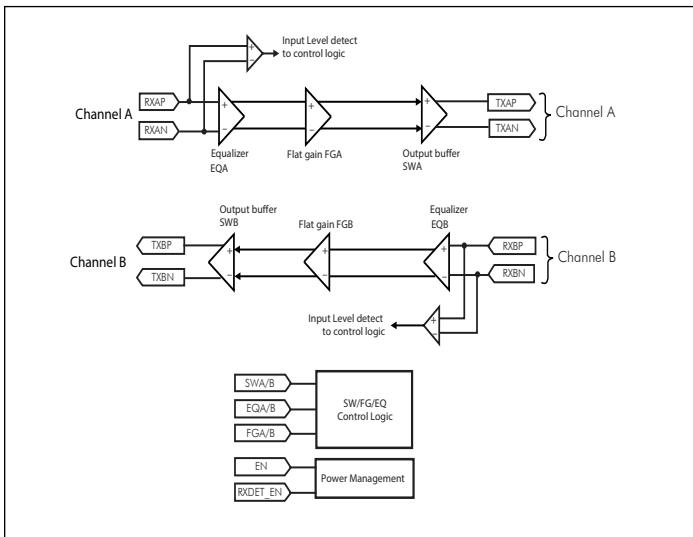 Input Level detect
to control logic
RXAP
RXAN
Channel A
+
−
+
−
+
−
+
−
TXAP
TXAN
Channel A
Equalizer
EQA
Flat gain FGA
Output buffer
SWA
Output buffer
SWB
Flat gain FGB
Equalizer
EQB
TXBP
TXBN
Channel B
+
−
+
−
+
−
RXBP
RXBN
Channel B
Input Level detect
to control logic
+
−
SWA/B
EQA/B
FGA/B
SW/FG/EQ
Control Logic
EN
RXDET_EN
Power Management